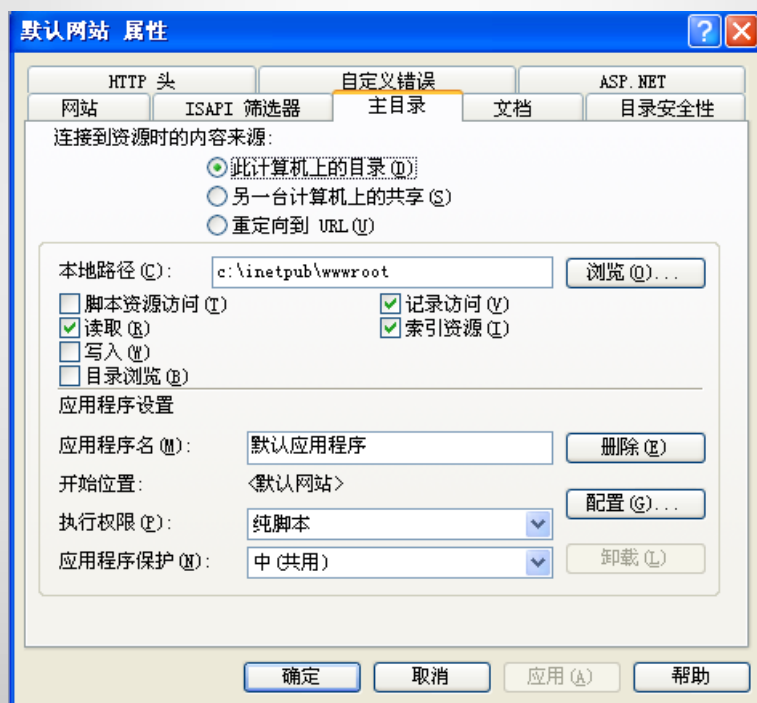 默认网站 属性
HTTP 头 自定义错误 ASP.NET
网站 ISAPI 筛选器 主目录 文档 目录安全性
连接到资源时的内容来源:
此计算机上的目录(D)
另一台计算机上的共享(S)
重定向到 URL(U)
本地路径(C): c:\inetpub\wwwroot 浏览(O)...
脚本资源访问(T) 记录访问(V)
读取(R) 索引资源(I)
写入(W)
目录浏览(B)
应用程序设置
应用程序名(M): 默认应用程序 删除(E)
开始位置: <默认网站>
配置(G)...
执行权限(P): 纯脚本
应用程序保护(N): 中(共用) 卸载(L)
确定 取消 应用(A) 帮助